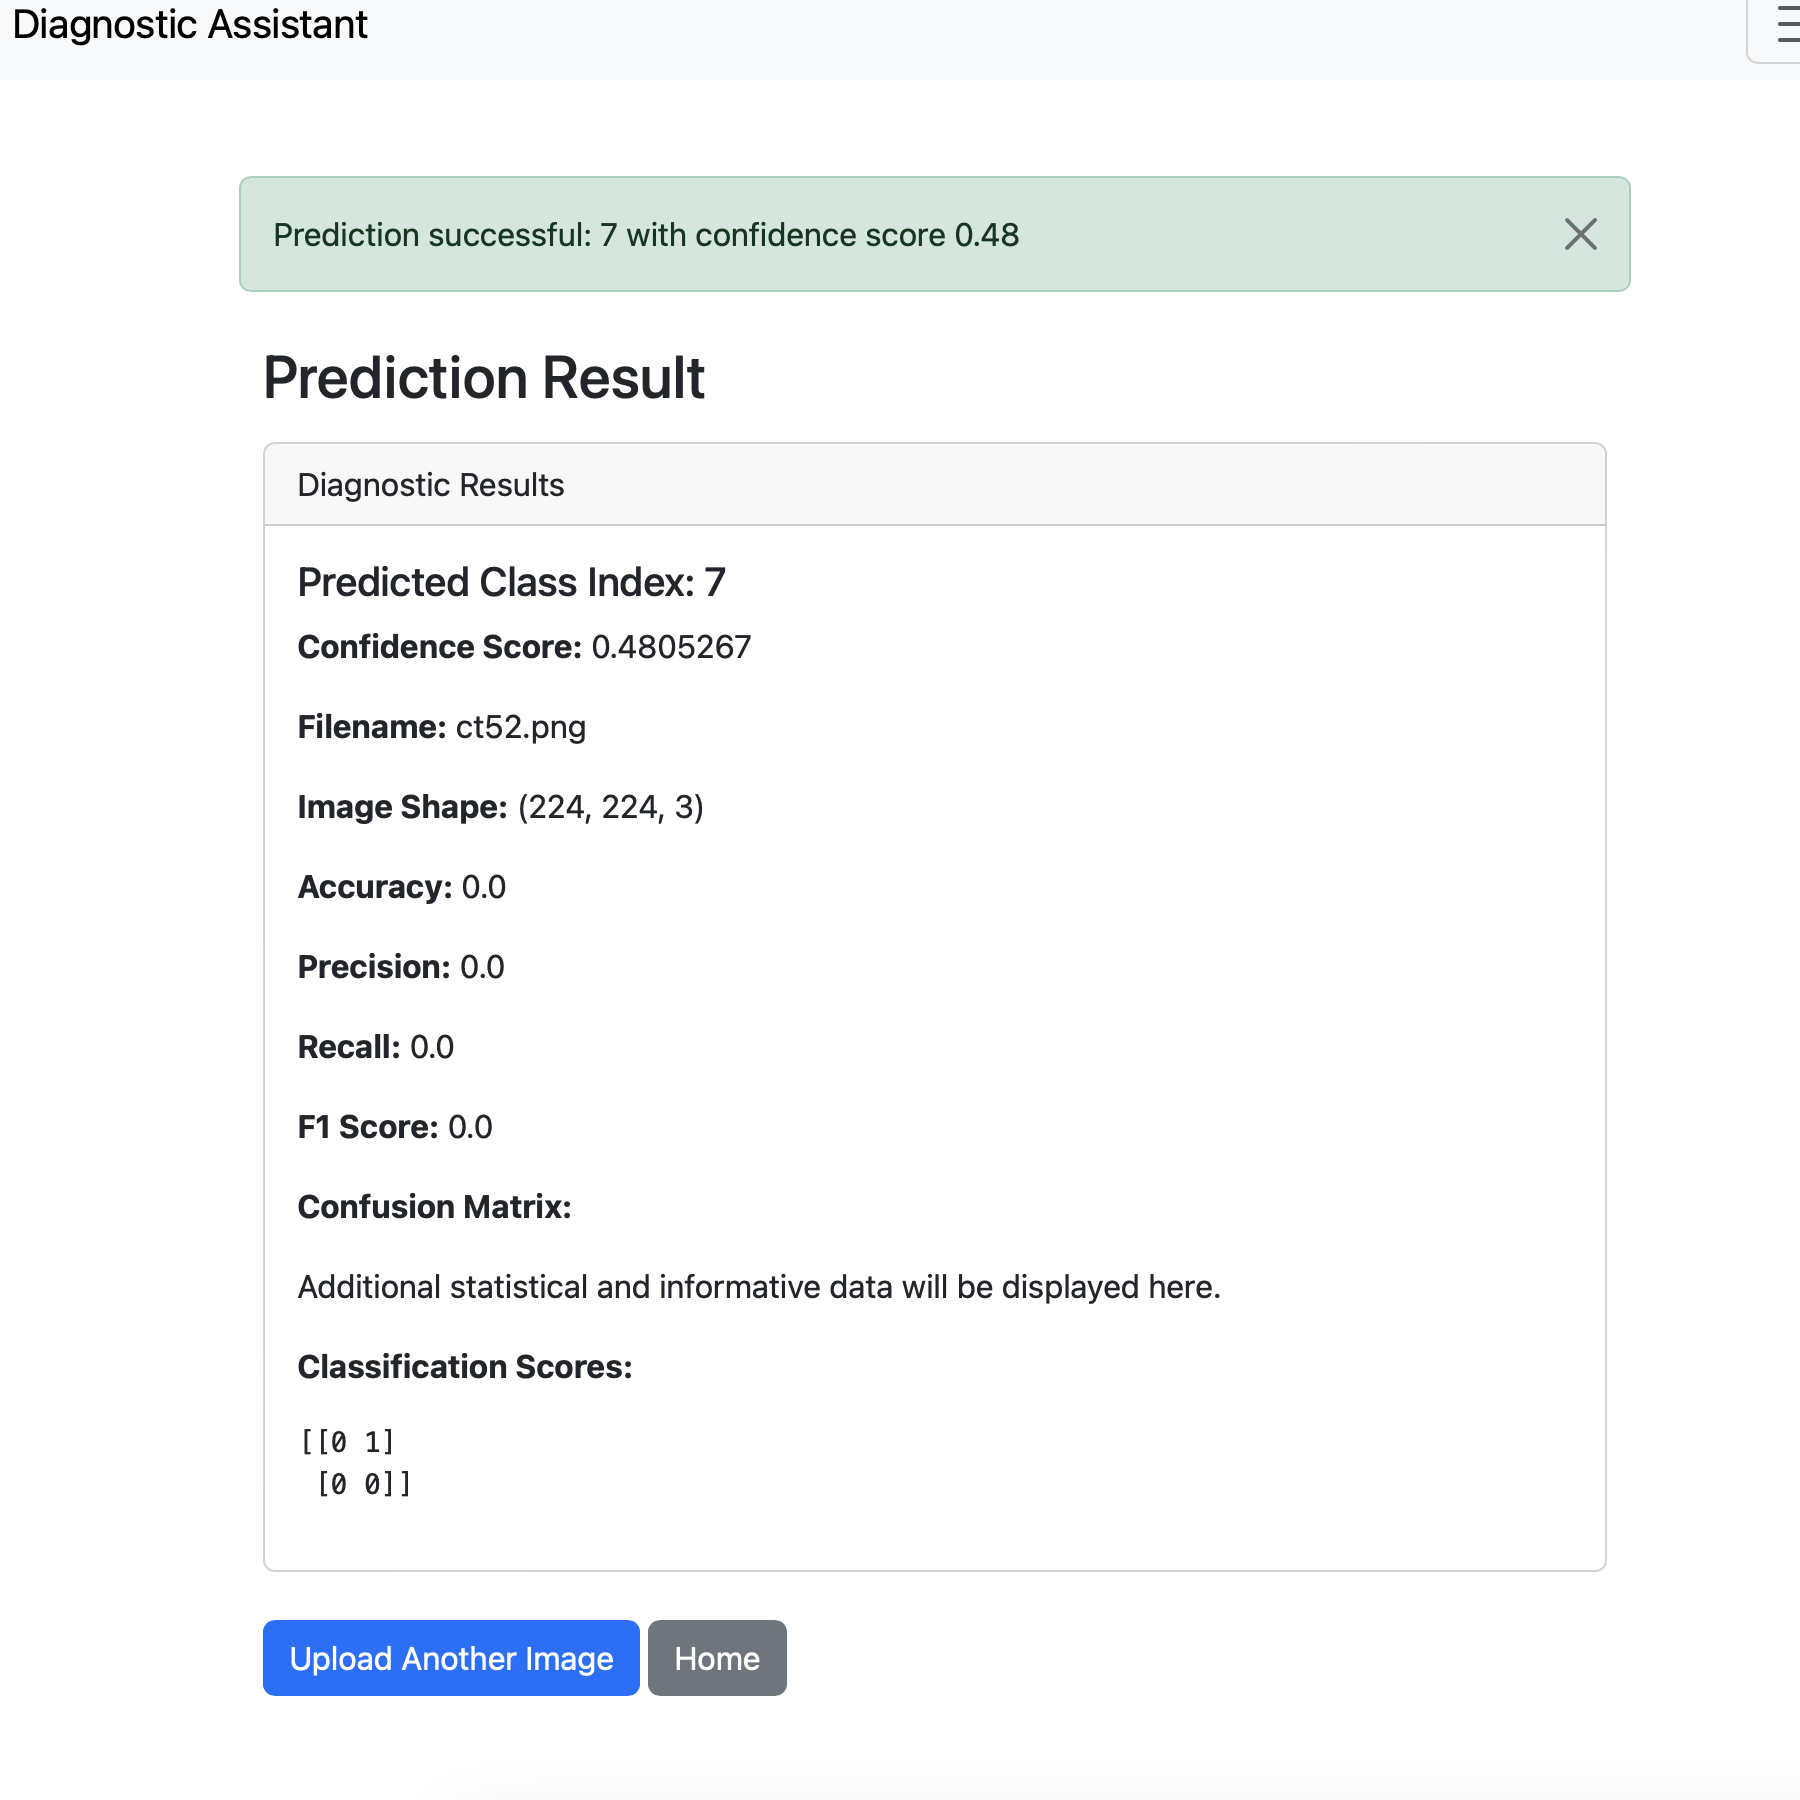 Diagnostic Assistant
Prediction successful: 7 with confidence score 0.48
Prediction Result
Diagnostic Results
Predicted Class Index: 7
Confidence Score: 0.4805267
Filename: ct52.png
Image Shape: (224, 224, 3)
Accuracy: 0.0
Precision: 0.0
Recall: 0.0
F1 Score: 0.0
Confusion Matrix:
Additional statistical and informative data will be displayed here.
Classification Scores:
[[0 1]
 [0 0]]
Upload Another Image Home